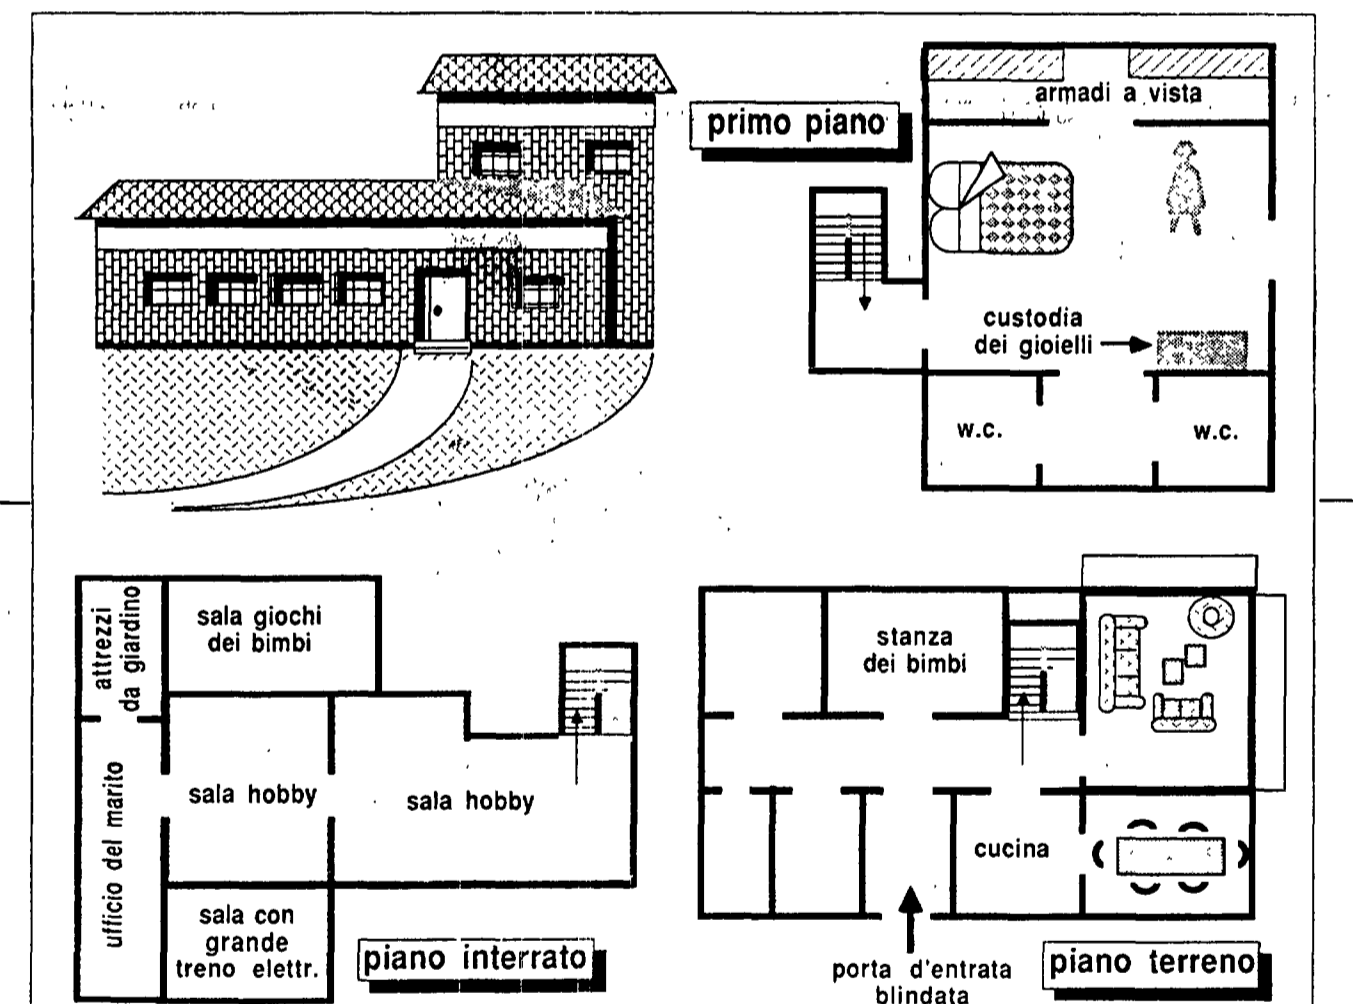 primo piano
armadi a vista
custodia
dei gioielli
w.c.
w.c.
attrezzi
da giardino
sala giochi
dei bimbi
ufficio del marito
sala hobby
sala hobby
sala con
grande
treno elettr.
piano interrato
stanza
dei bimbi
cucina
porta d'entrata
blindata
piano terreno